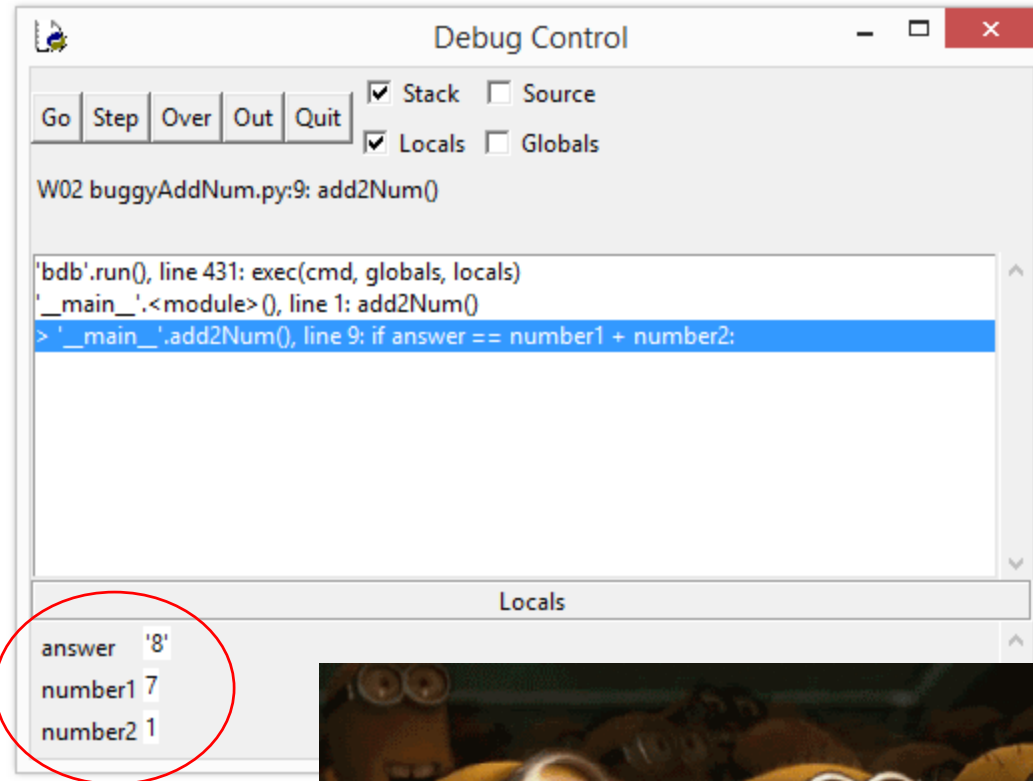 Debug Control
Go Step Over Out Quit
Stack Source
Locals Globals
W02 buggyAddNum.py:9: add2Num()
'bdb'.run(), line 431: exec(cmd, globals, locals)
'__main__'.<module>(), line 1: add2Num()
> '__main__'.add2Num(), line 9: if answer == number1 + number2:
Locals
answer '8'
number1 7
number2 1